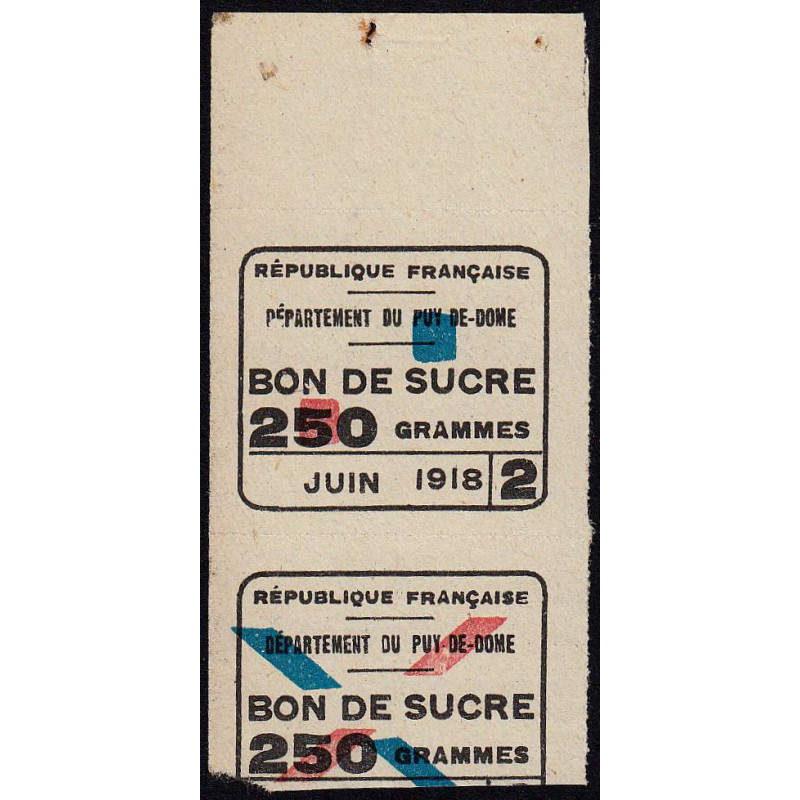 RÉPUBLIQUE FRANÇAISE
DÉPARTEMENT DU PUY-DE-DOME
BON DE SUCRE
250 GRAMMES
JUIN 1918 2
RÉPUBLIQUE FRANÇAISE
DÉPARTEMENT DU PUY-DE-DOME
BON DE SUCRE
250 GRAMMES